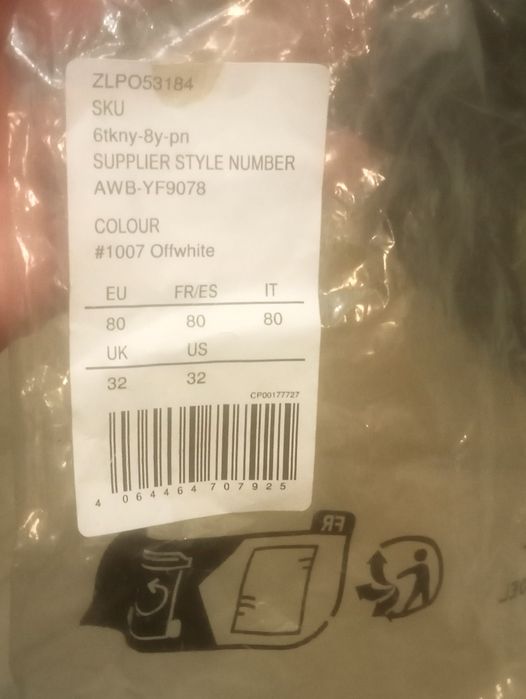 ZLPO53184
SKU
6tkny-8y-pn
SUPPLIER STYLE NUMBER
AWB-YF9078
COLOUR
#1007 Offwhite
EU FR/ES IT
80 80 80
UK US
32 32
CP00177727
4 064464 707925
FR